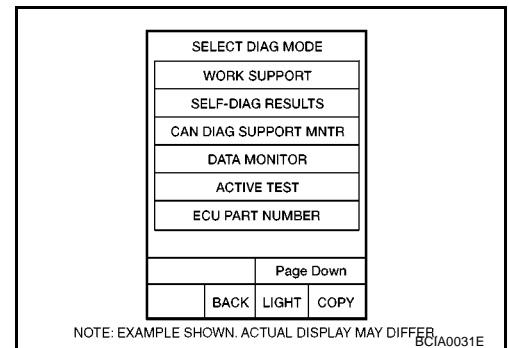 SELECT DIAG MODE
WORK SUPPORT
SELF-DIAG RESULTS
CAN DIAG SUPPORT MNTR
DATA MONITOR
ACTIVE TEST
ECU PART NUMBER
Page Down
BACK LIGHT COPY
NOTE: EXAMPLE SHOWN. ACTUAL DISPLAY MAY DIFFER.
BCIA0031E